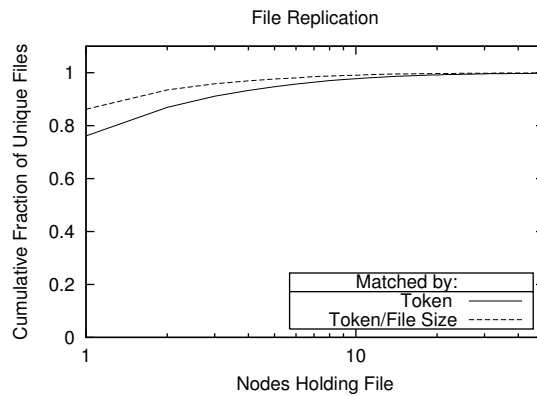 File Replication
Cumulative Fraction of Unique Files
1
0.8
0.6
0.4
0.2
0
Matched by:
Token
Token/File Size
1
10
Nodes Holding File